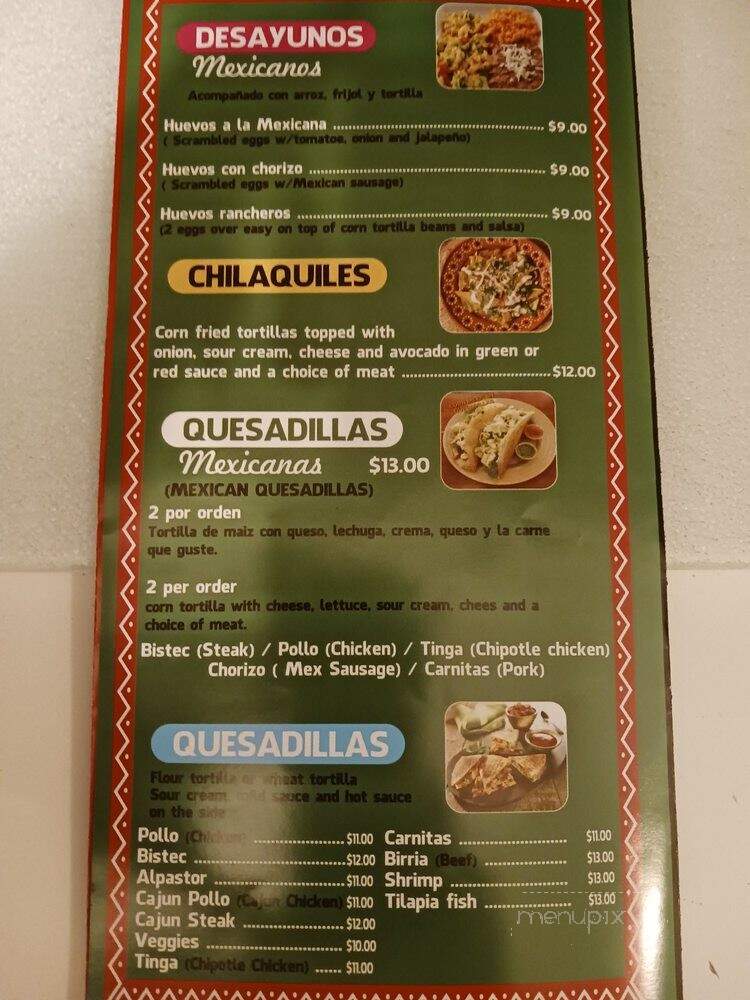 DESAYUNOS
Mexicanos
Acompañado con arroz, frijol y tortilla
Huevos a la Mexicana ........ $9.00
( Scrambled eggs w/tomatoe, onion and jalapeño)
Huevos con chorizo ........ $9.00
( Scrambled eggs w/Mexican sausage)
Huevos rancheros ........ $9.00
(2 eggs over easy on top of corn tortilla beans and salsa)
CHILAQUILES
Corn fried tortillas topped with
onion, sour cream, cheese and avocado in green or
red sauce and a choice of meat ........ $12.00
QUESADILLAS
Mexicanas $13.00
(MEXICAN QUESADILLAS)
2 por orden
Tortilla de maiz con queso, lechuga, crema, queso y la carne
que guste.
2 per order
corn tortilla with cheese, lettuce, sour cream, chees and a
choice of meat.
Bistec (Steak) / Pollo (Chicken) / Tinga (Chipotle chicken)
Chorizo ( Mex Sausage) / Carnitas (Pork)
QUESADILLAS
Flour tortilla or wheat tortilla
Sour cream, mild sauce and hot sauce
on the side
Pollo (Chicken) ........ $11.00
Bistec ........ $12.00
Alpastor ........ $11.00
Cajun Pollo (Cajun Chicken) $11.00
Cajun Steak ........ $12.00
Veggies ........ $10.00
Tinga (Chipotle Chicken) ...... $11.00
Carnitas ........ $11.00
Birria (Beef) ........ $13.00
Shrimp ........ $13.00
Tilapia fish ........ $13.00
menupix